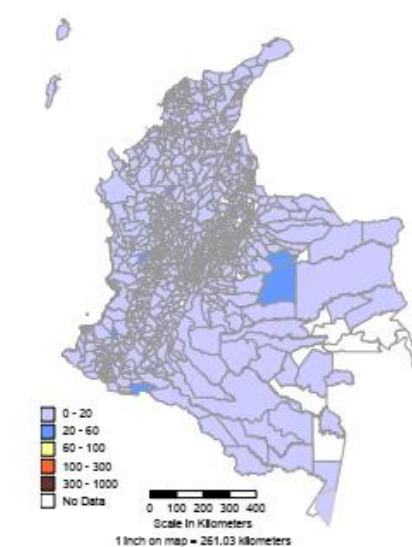 0 - 20
20 - 60
60 - 100
100 - 300
300 - 1000
No Data
0 100 200 300 400
Scale in Kilometers
1 inch on map = 261.03 kilometers